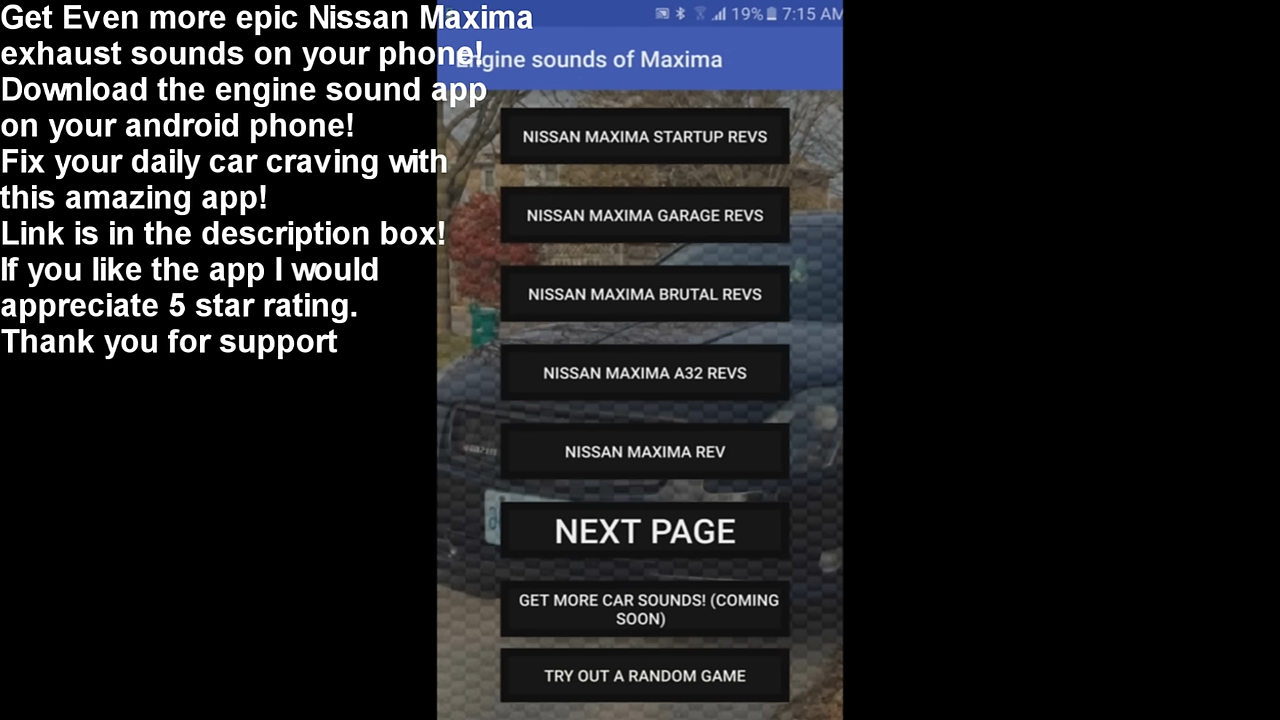 Get Even more epic Nissan Maxima
exhaust sounds on your phone!
Download the engine sound app
on your android phone!
Fix your daily car craving with
this amazing app!
Link is in the description box!
If you like the app I would
appreciate 5 star rating.
Thank you for support
19% 7:15 AM
Engine sounds of Maxima
NISSAN MAXIMA STARTUP REVS
NISSAN MAXIMA GARAGE REVS
NISSAN MAXIMA BRUTAL REVS
NISSAN MAXIMA A32 REVS
NISSAN MAXIMA REV
NEXT PAGE
GET MORE CAR SOUNDS! (COMING
SOON)
TRY OUT A RANDOM GAME